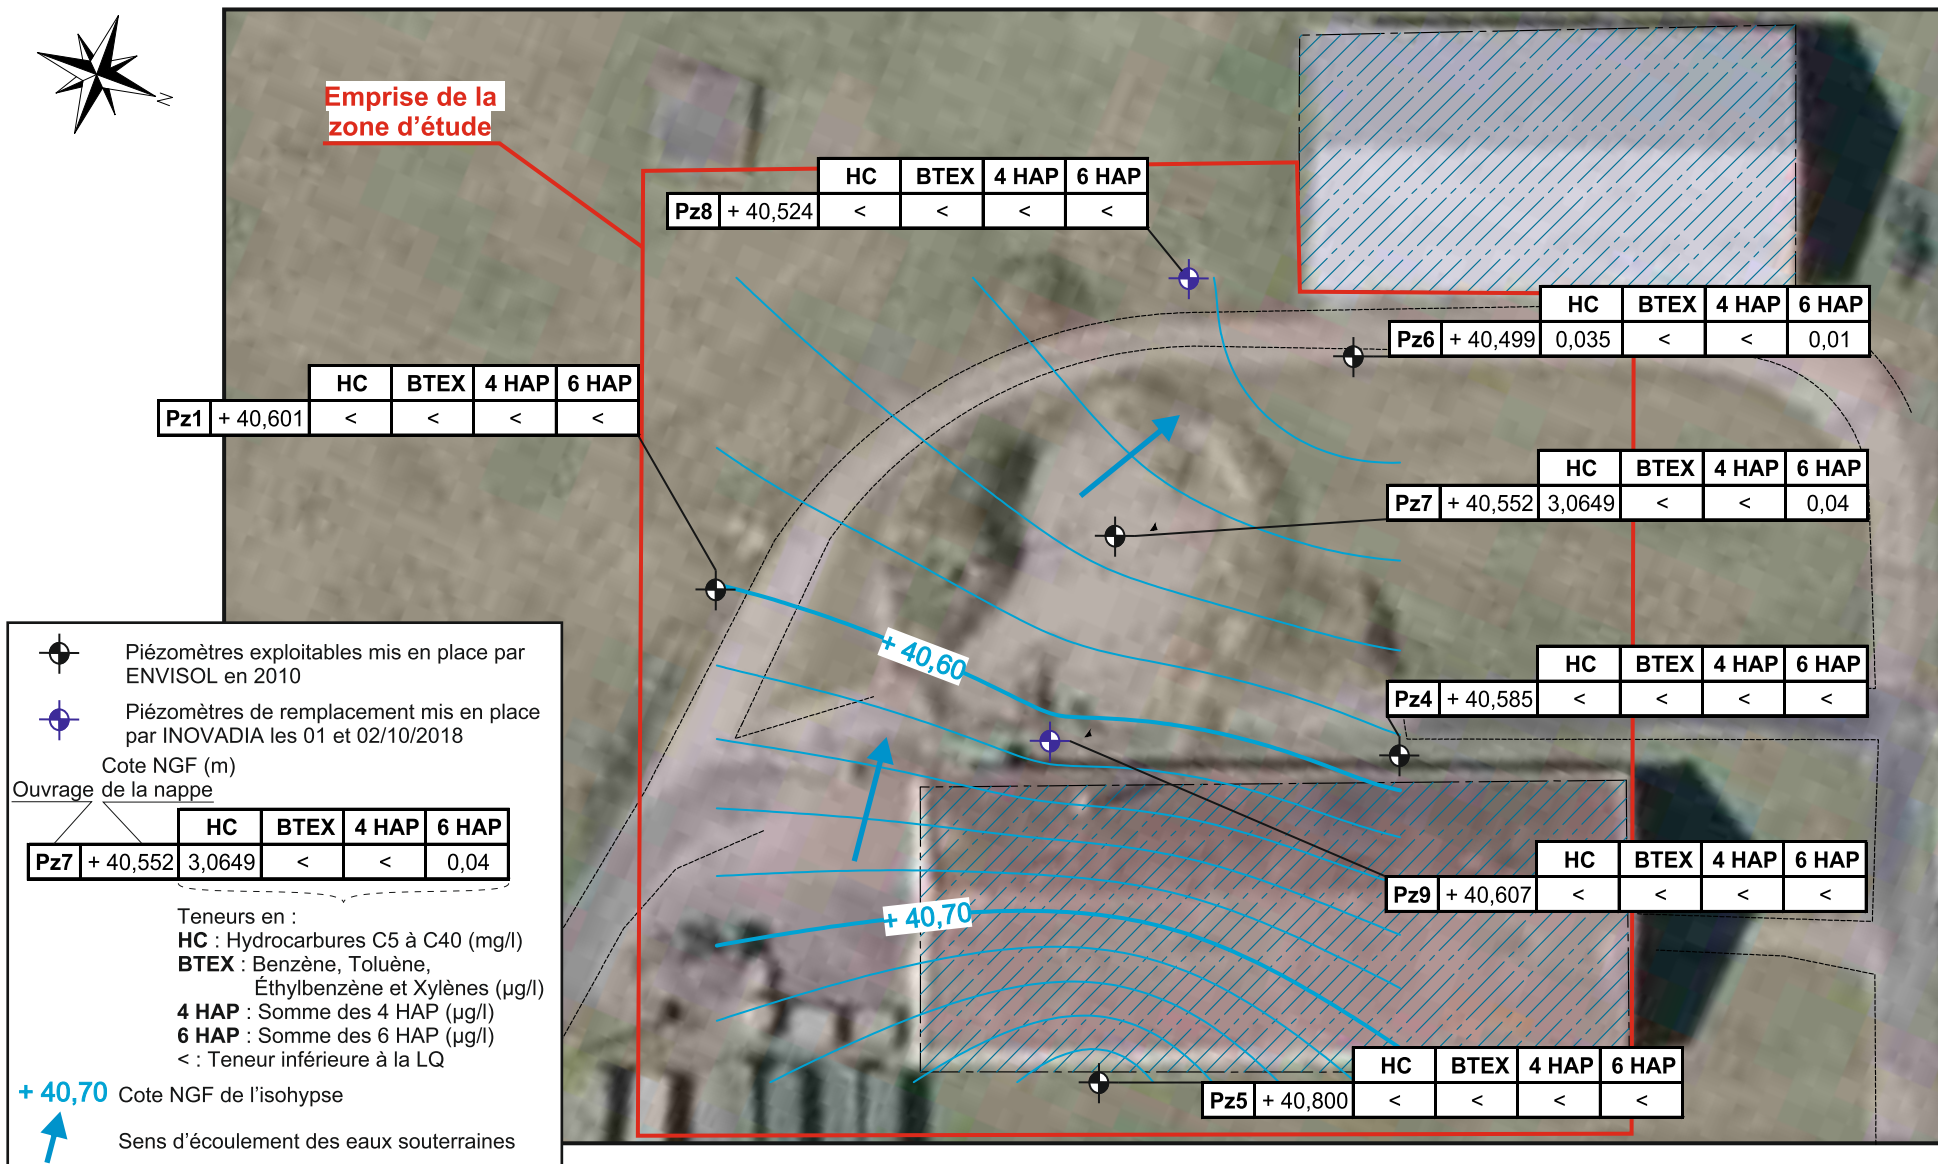 N
Emprise de la
zone d'étude
HC BTEX 4 HAP 6 HAP
Pz8 + 40,524 < < < <
HC BTEX 4 HAP 6 HAP
Pz6 + 40,499 0,035 < < 0,01
HC BTEX 4 HAP 6 HAP
Pz1 + 40,601 < < < <
HC BTEX 4 HAP 6 HAP
Pz7 + 40,552 3,0649 < < 0,04
+ 40,60
HC BTEX 4 HAP 6 HAP
Pz4 + 40,585 < < < <
HC BTEX 4 HAP 6 HAP
Pz9 + 40,607 < < < <
+ 40,70
HC BTEX 4 HAP 6 HAP
Pz5 + 40,800 < < < <
Piézomètres exploitables mis en place par
ENVISOL en 2010
Piézomètres de remplacement mis en place
par INOVADIA les 01 et 02/10/2018
Cote NGF (m)
Ouvrage de la nappe
HC BTEX 4 HAP 6 HAP
Pz7 + 40,552 3,0649 < < 0,04
Teneurs en :
HC : Hydrocarbures C5 à C40 (mg/l)
BTEX : Benzène, Toluène,
Éthylbenzène et Xylènes (µg/l)
4 HAP : Somme des 4 HAP (µg/l)
6 HAP : Somme des 6 HAP (µg/l)
< : Teneur inférieure à la LQ
+ 40,70 Cote NGF de l'isohypse
Sens d'écoulement des eaux souterraines